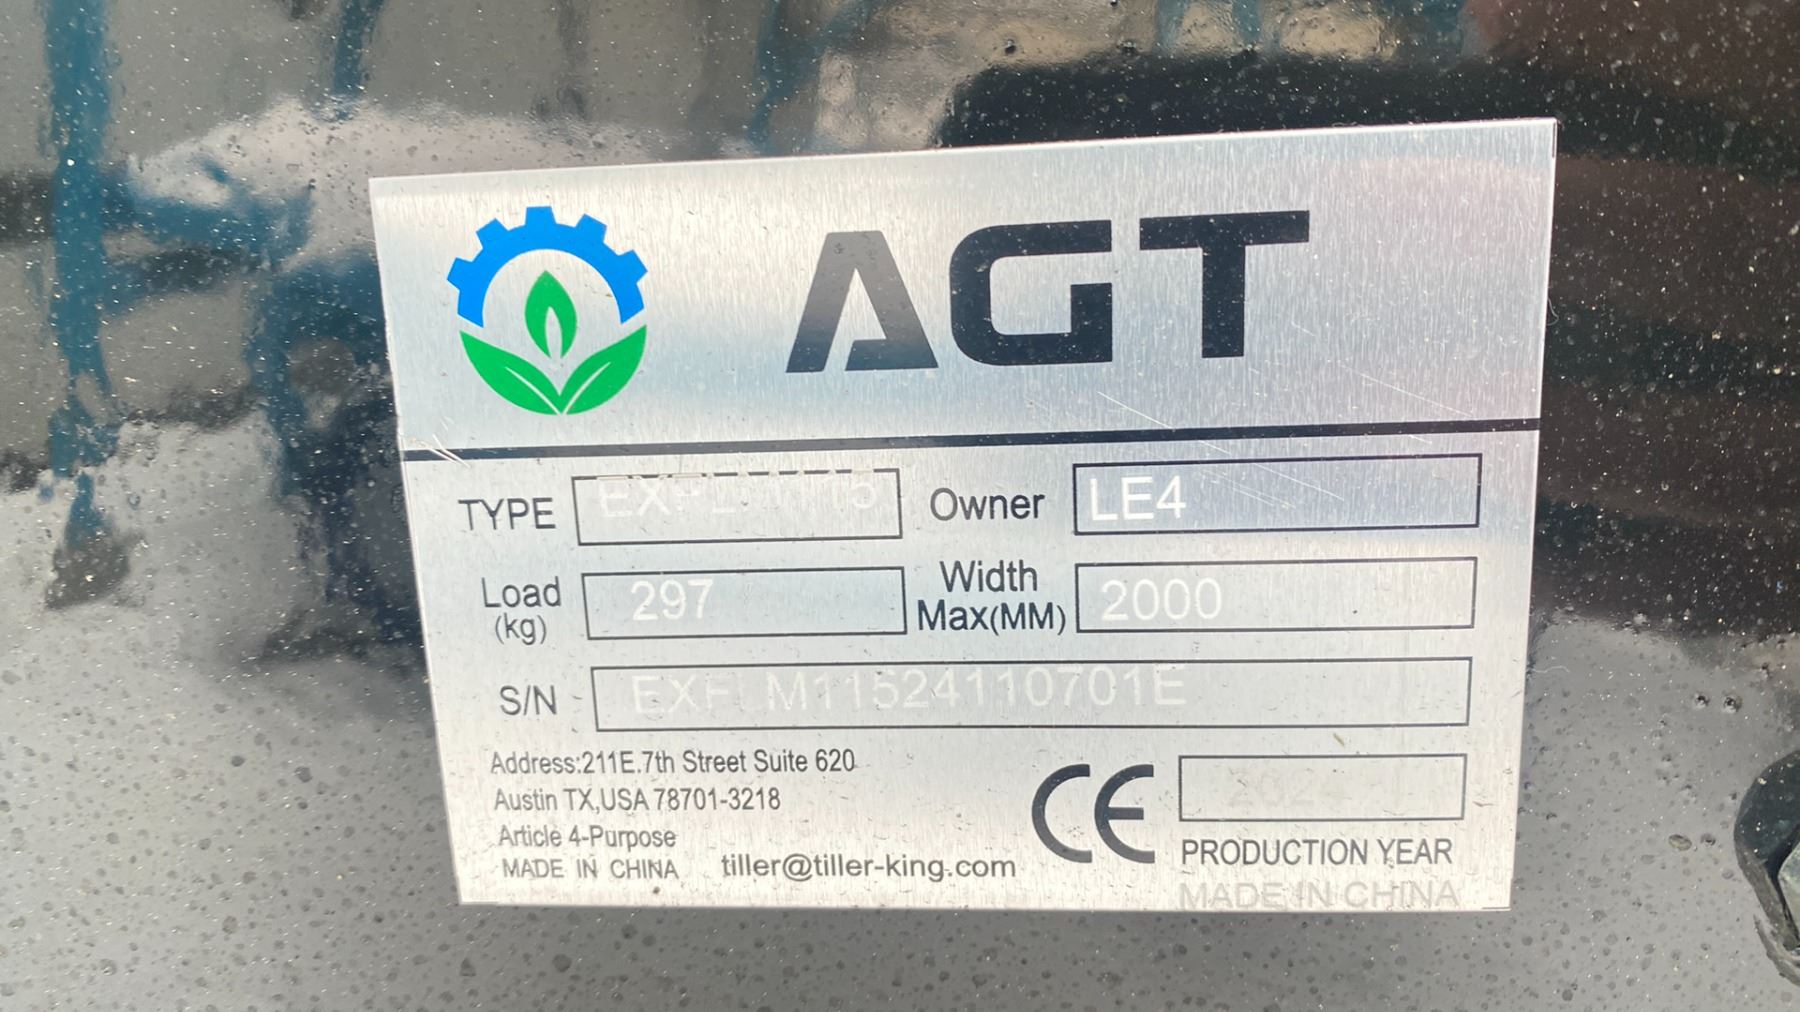 AGT
TYPE Owner LE4
Load (kg) 297 Width Max(MM) 2000
S/N EXFLM11524110701E
Address:211E.7th Street Suite 620
Austin TX,USA 78701-3218
Article 4-Purpose
MADE IN CHINA tiller@tiller-king.com
CE PRODUCTION YEAR
MADE IN CHINA